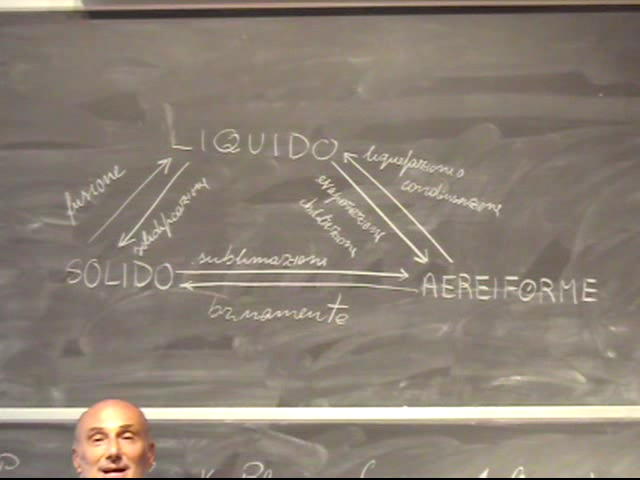 LIQUIDO
liquefazione o
condensazione
fusione
solidificazione
evaporazione
ebollizione
sublimazione
SOLIDO
AEREIFORME
brinamento